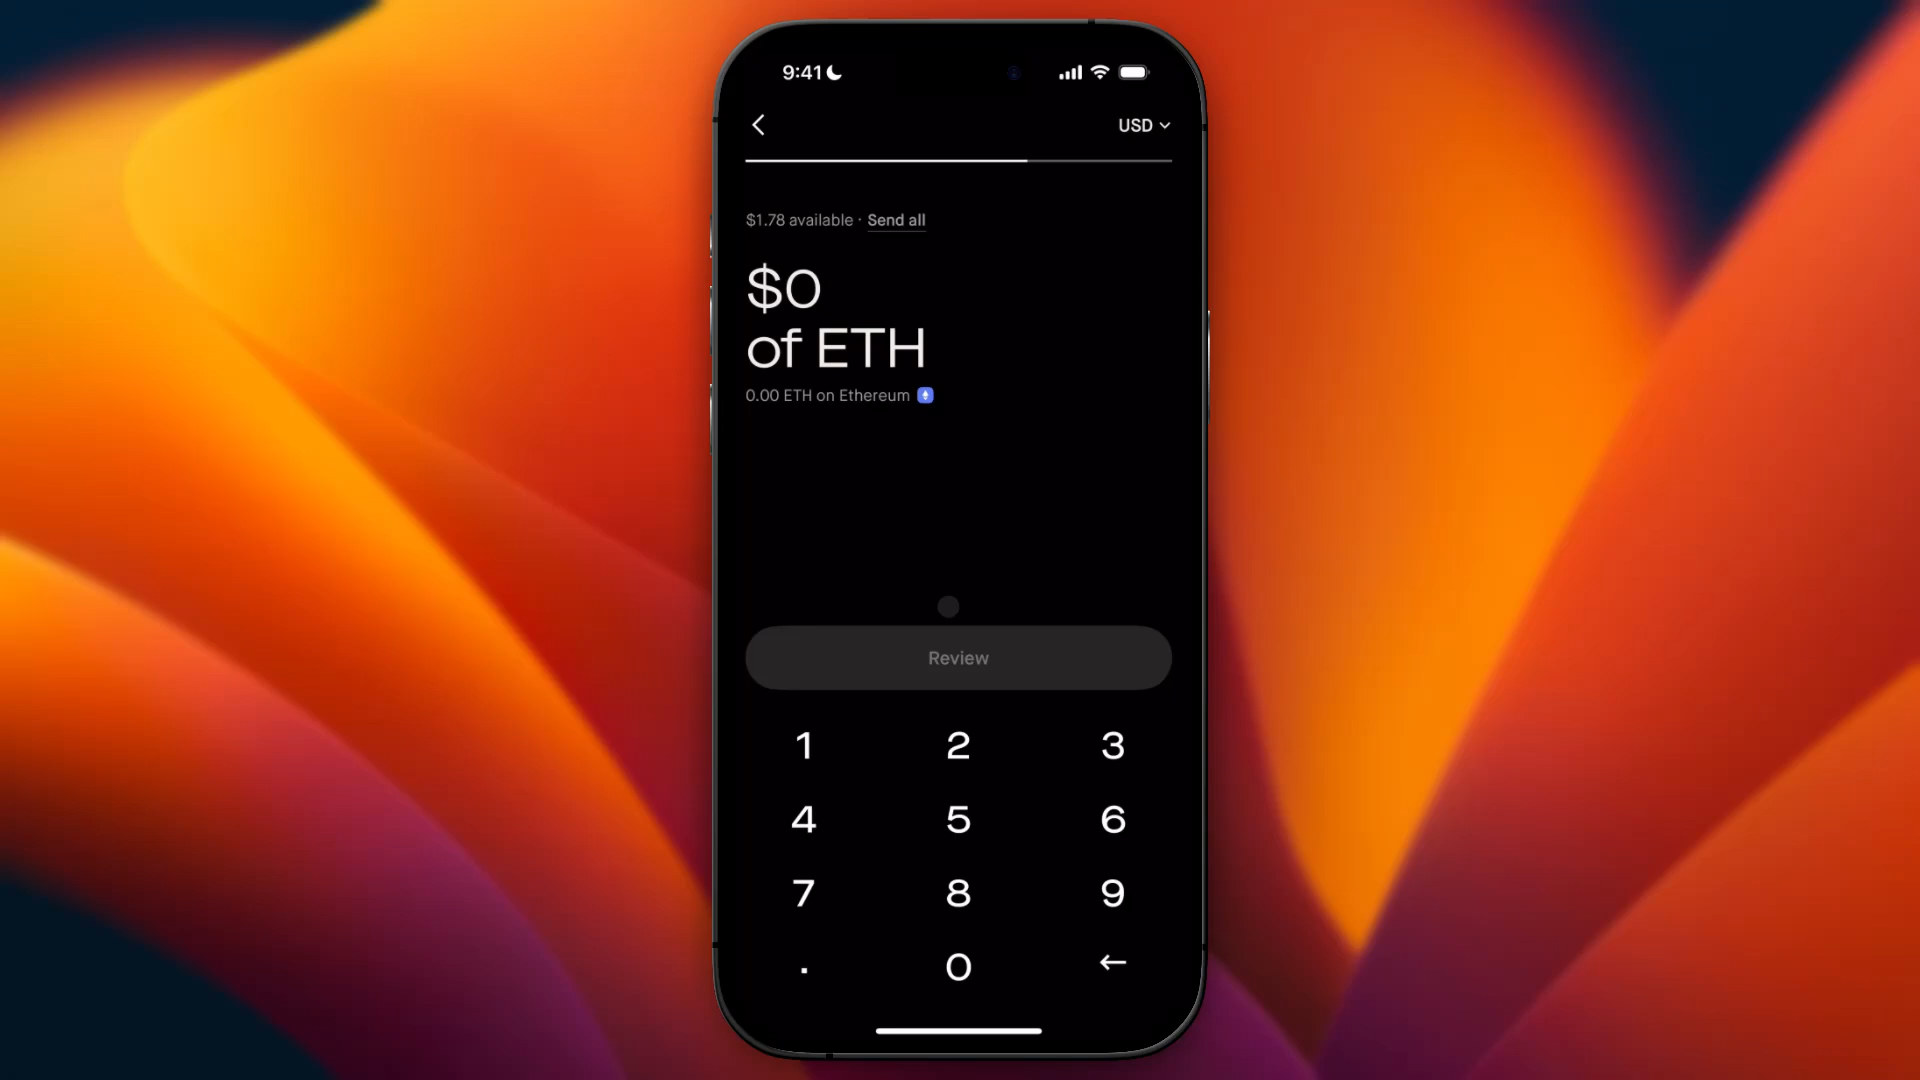 9:41
USD
$1.78 available · Send all
$0
of ETH
0.00 ETH on Ethereum
Review
1 2 3
4 5 6
7 8 9
. 0 ←